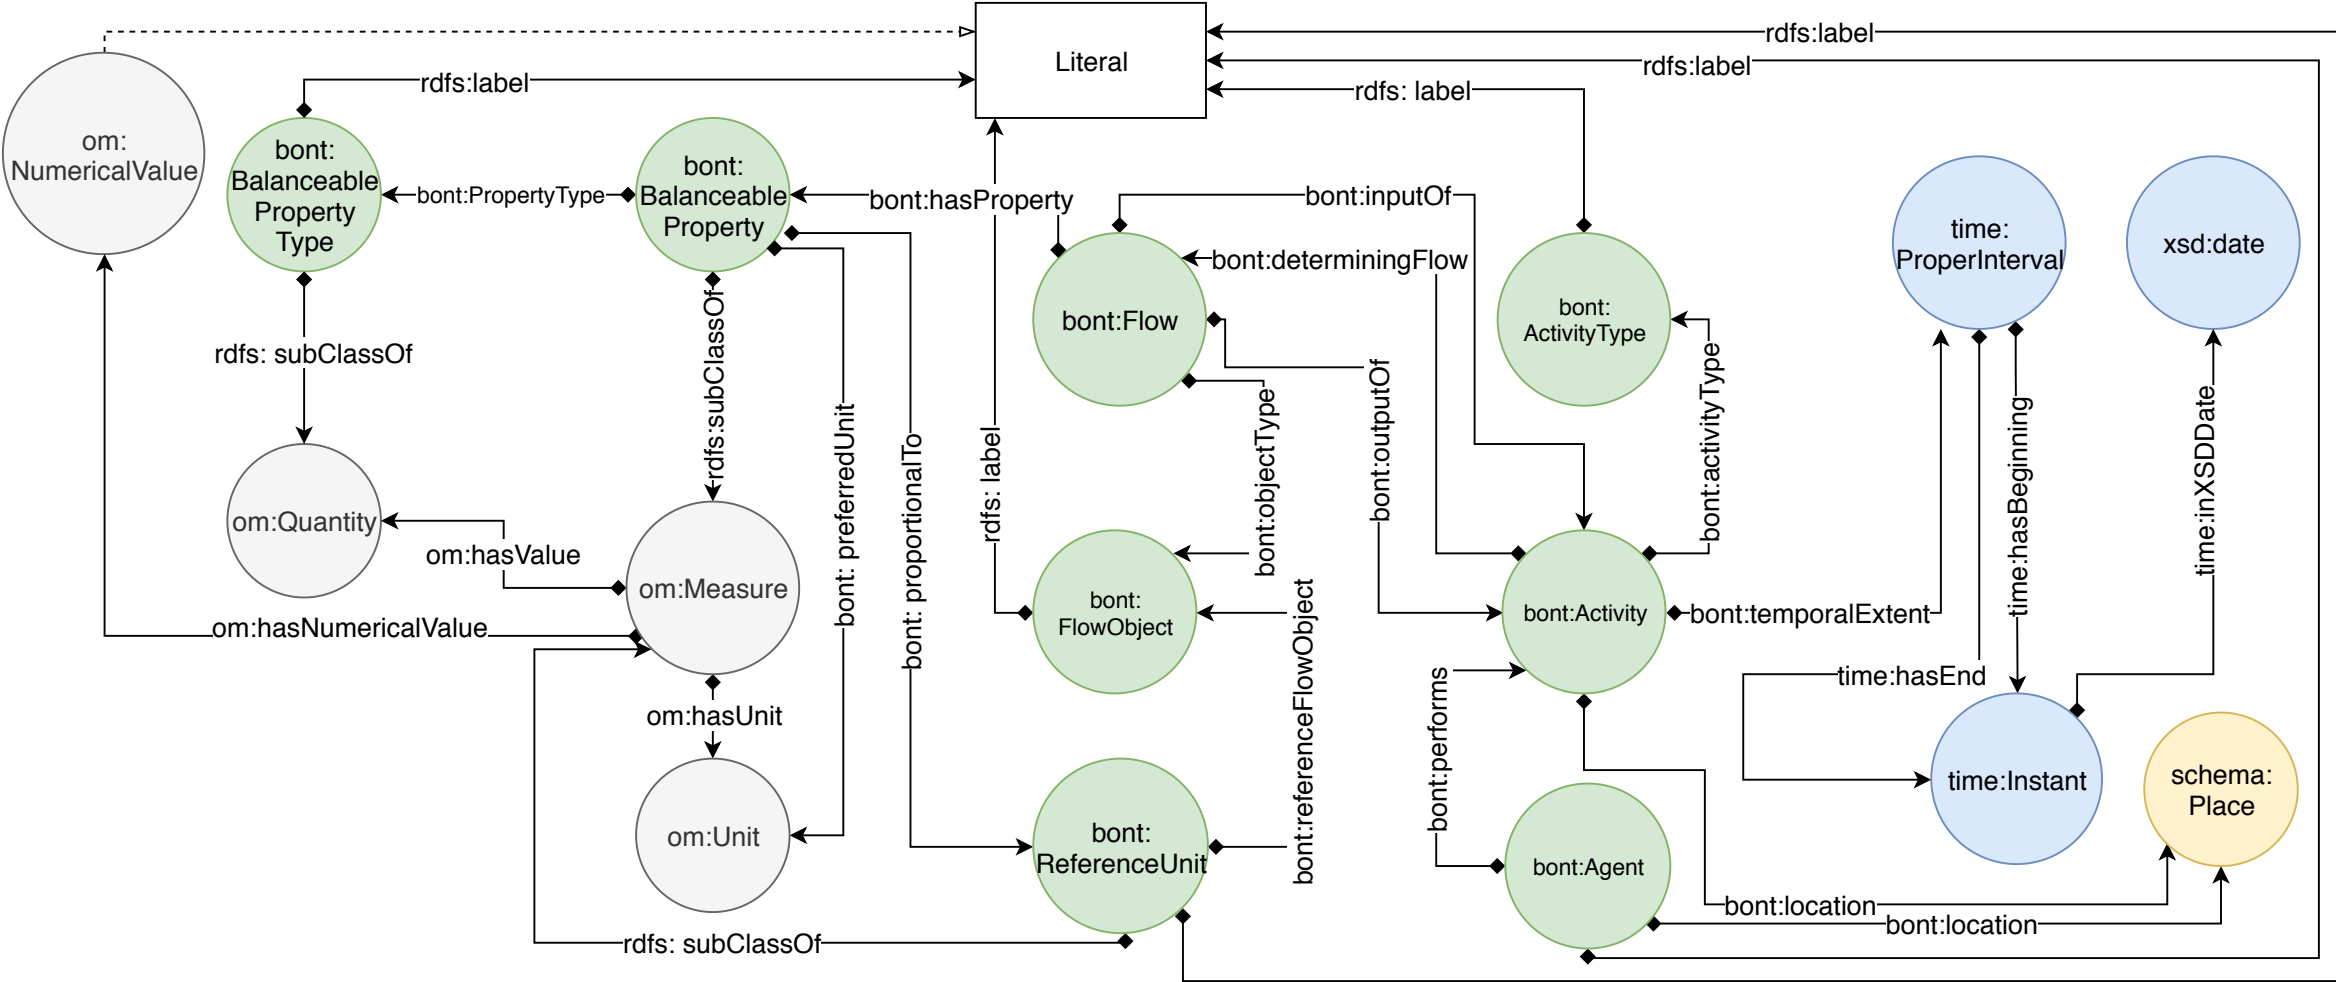 rdfs:label
Literal
rdfs:label
rdfs:label
rdfs: label
om:
NumericalValue
bont:
Balanceable
Property
Type
bont:PropertyType
bont:
Balanceable
Property
bont:hasProperty
bont:inputOf
bont:determiningFlow
time:
ProperInterval
xsd:date
bont:Flow
bont:
ActivityType
rdfs: subClassOf
rdfs:subClassOf
bont: preferredUnit
bont: proportionalTo
rdfs: label
bont:objectType
bont:outputOf
bont:activityType
time:hasBeginning
time:inXSDDate
om:Quantity
om:hasValue
om:Measure
om:hasNumericalValue
bont:
FlowObject
bont:referenceFlowObject
bont:Activity
bont:temporalExtent
time:hasEnd
om:hasUnit
bont:performs
time:Instant
schema:
Place
om:Unit
bont:
ReferenceUnit
bont:Agent
bont:location
bont:location
rdfs: subClassOf